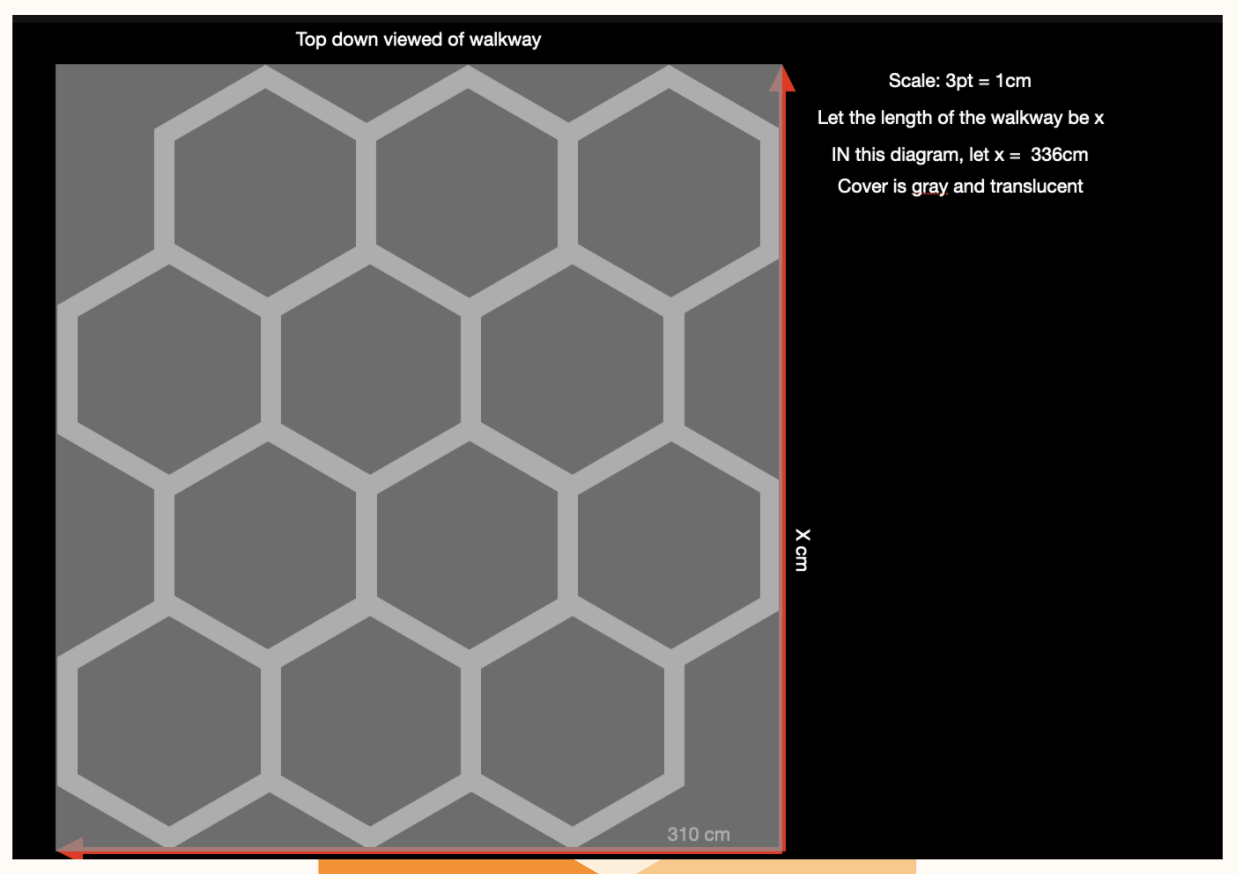 Top down viewed of walkway
Scale: 3pt = 1cm
Let the length of the walkway be x
IN this diagram, let x =  336cm
Cover is gray and translucent
X cm
310 cm